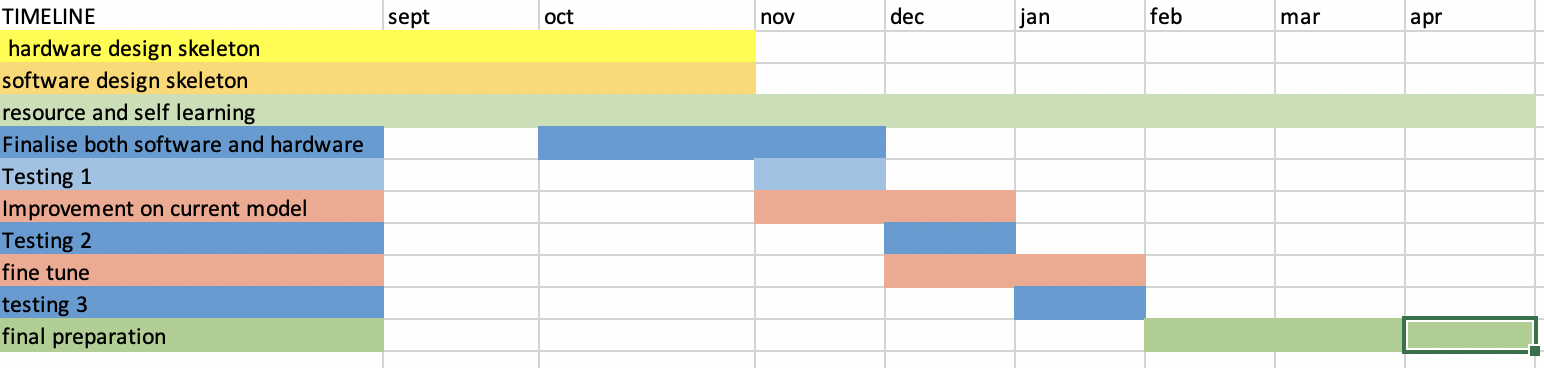 TIMELINE sept oct nov dec jan feb mar apr
hardware design skeleton
software design skeleton
resource and self learning
Finalise both software and hardware
Testing 1
Improvement on current model
Testing 2
fine tune
testing 3
final preparation